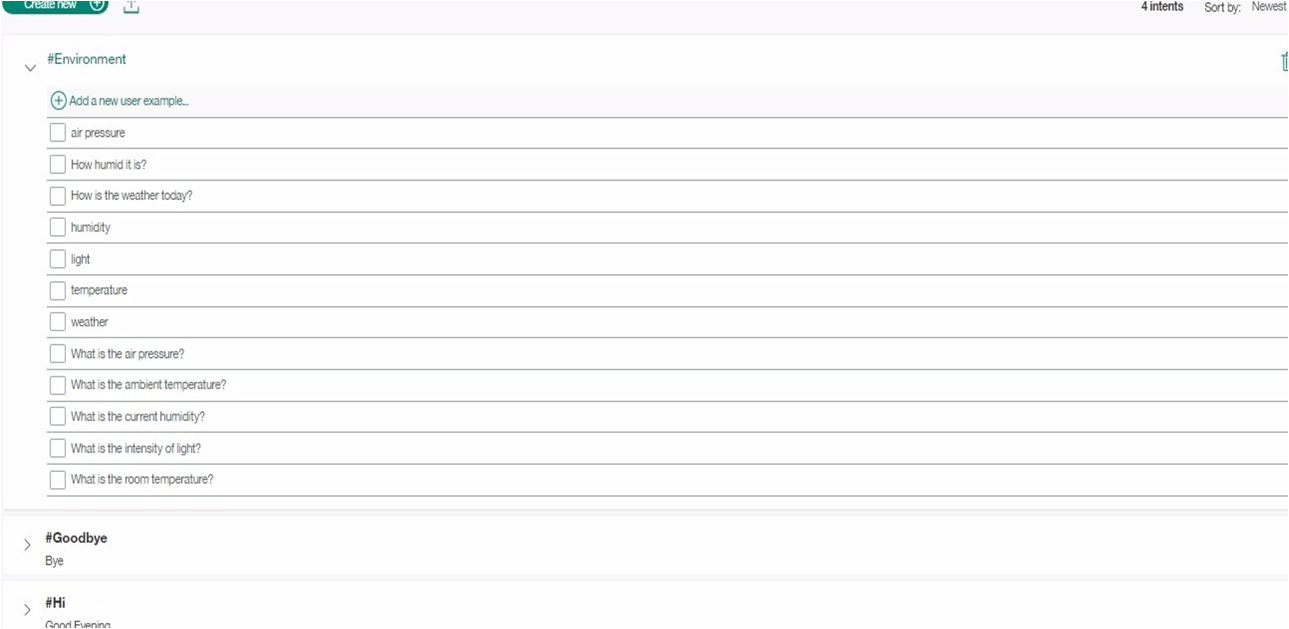 Create new
4 intents Sort by: Newest
#Environment
Add a new user example...
air pressure
How humid it is?
How is the weather today?
humidity
light
temperature
weather
What is the air pressure?
What is the ambient temperature?
What is the current humidity?
What is the intensity of light?
What is the room temperature?
#Goodbye
Bye
#Hi
Good Evening